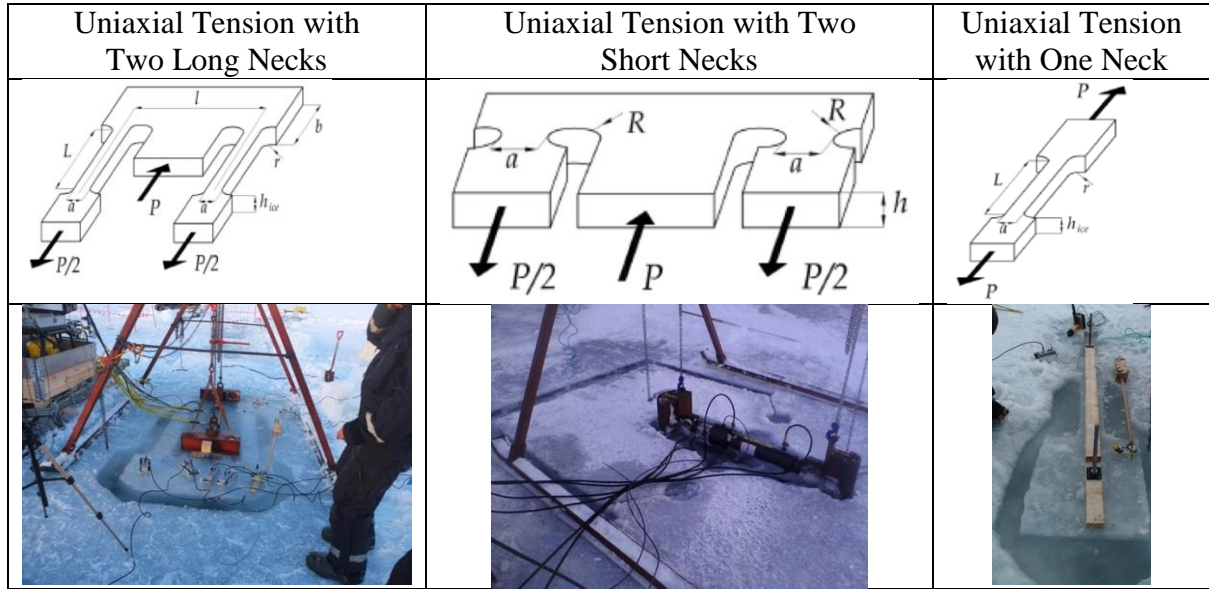 Uniaxial Tension with
Two Long Necks
Uniaxial Tension with Two
Short Necks
Uniaxial Tension
with One Neck
l
b
L
r
a
P
a
h_ice
P/2
P/2
R
R
a
a
h
P/2
P
P/2
P
L
r
a
h_ice
P